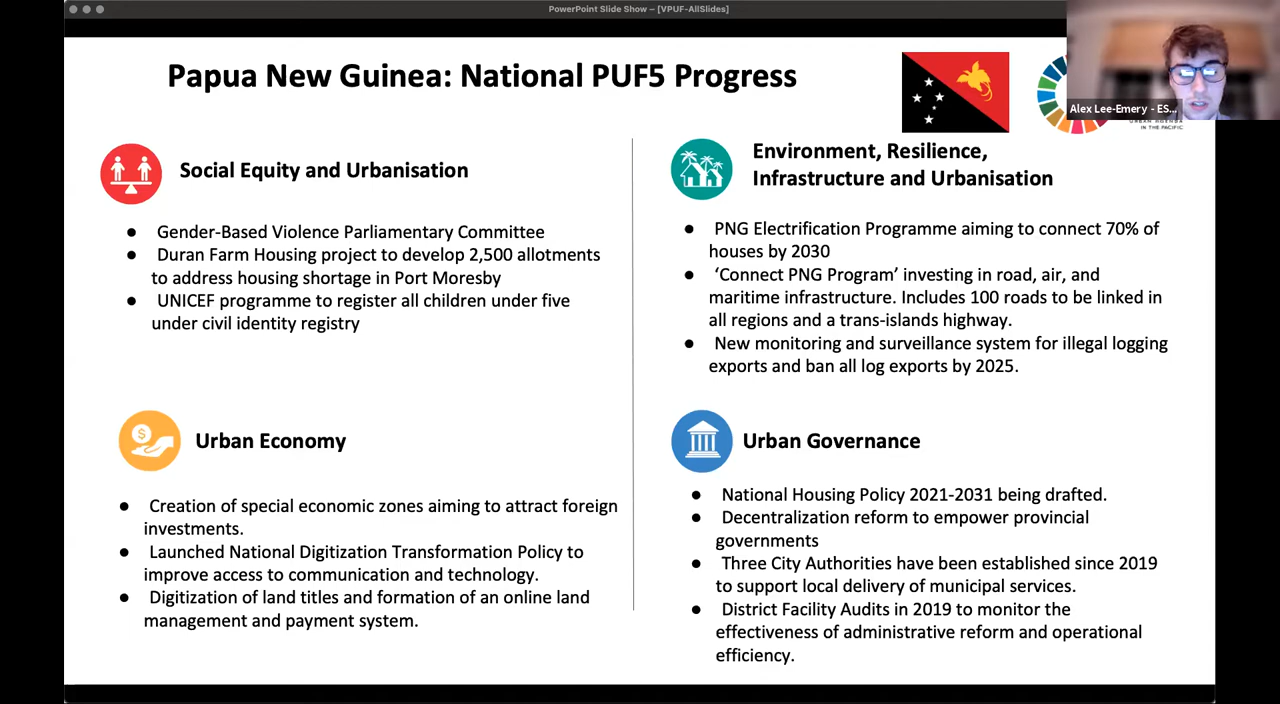 PowerPoint Slide Show – [VPUF-AllSlides]
Papua New Guinea: National PUF5 Progress
Alex Lee-Emery - ES...
IN THE PACIFIC
Social Equity and Urbanisation
● Gender-Based Violence Parliamentary Committee
● Duran Farm Housing project to develop 2,500 allotments
to address housing shortage in Port Moresby
● UNICEF programme to register all children under five
under civil identity registry
Environment, Resilience,
Infrastructure and Urbanisation
● PNG Electrification Programme aiming to connect 70% of
houses by 2030
● ‘Connect PNG Program’ investing in road, air, and
maritime infrastructure. Includes 100 roads to be linked in
all regions and a trans-islands highway.
● New monitoring and surveillance system for illegal logging
exports and ban all log exports by 2025.
Urban Economy
● Creation of special economic zones aiming to attract foreign
investments.
● Launched National Digitization Transformation Policy to
improve access to communication and technology.
● Digitization of land titles and formation of an online land
management and payment system.
Urban Governance
● National Housing Policy 2021-2031 being drafted.
● Decentralization reform to empower provincial
governments
● Three City Authorities have been established since 2019
to support local delivery of municipal services.
● District Facility Audits in 2019 to monitor the
effectiveness of administrative reform and operational
efficiency.